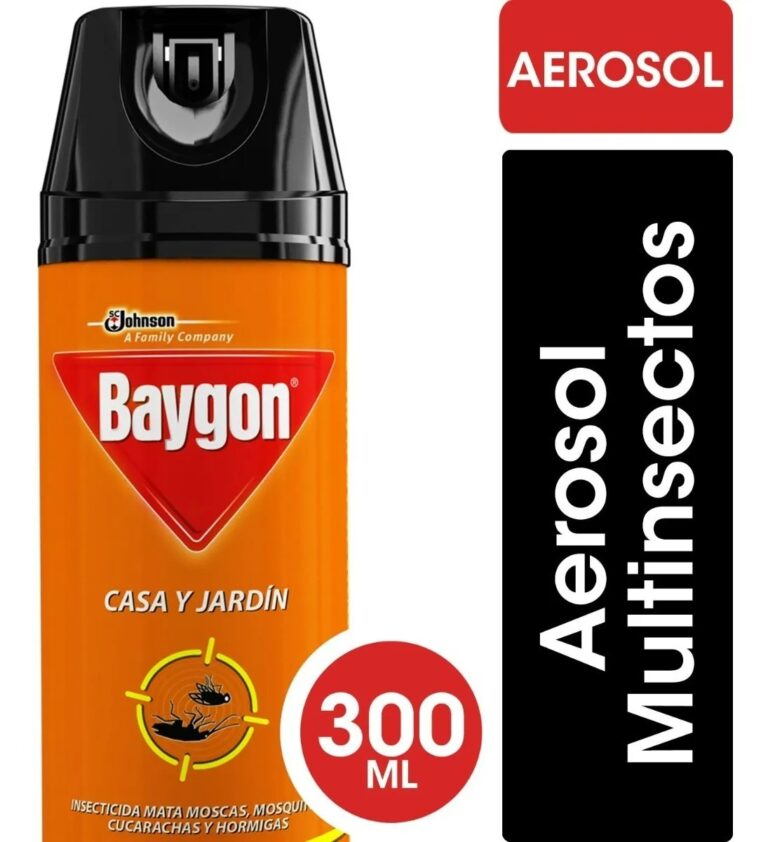 SC Johnson
A Family Company
Baygon®
CASA Y JARDÍN
INSECTICIDA MATA MOSCAS,
CUCARACHAS Y HORMIGAS
300
ML
AEROSOL
Aerosol
Multinsectos